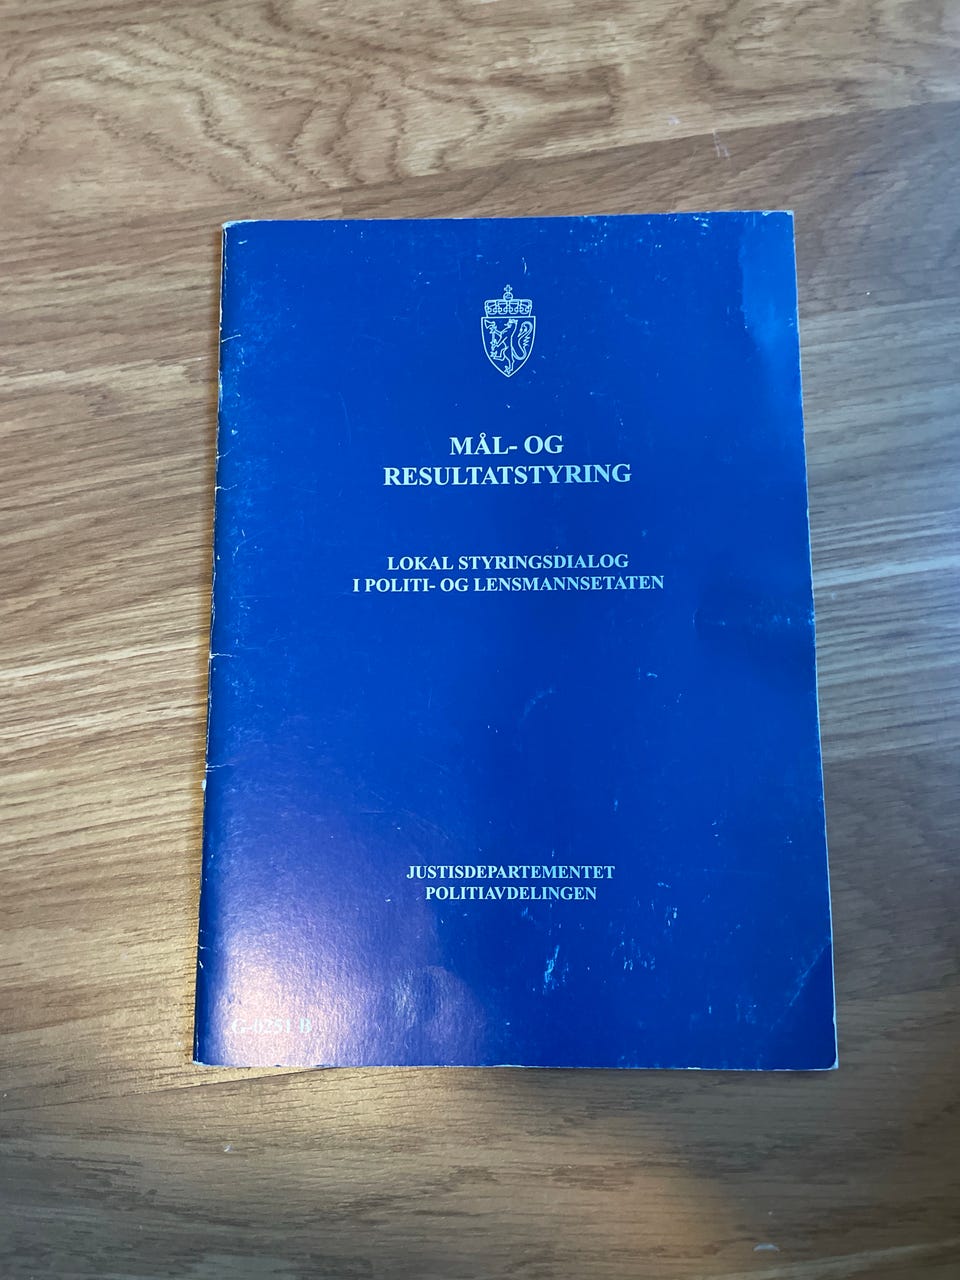 MÅL- OG
RESULTATSTYRING
LOKAL STYRINGSDIALOG
I POLITI- OG LENSMANNSETATEN
JUSTISDEPARTEMENTET
POLITIAVDELINGEN
G-0251 B